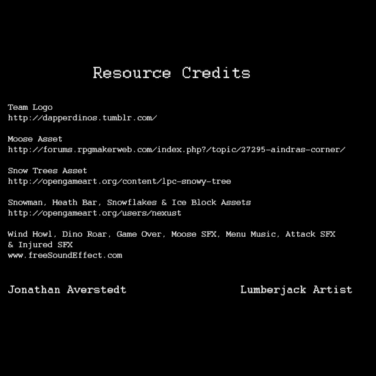 Resource Credits
Team Logo
http://dapperdinos.tumblr.com/
Moose Asset
http://forums.rpgmakerweb.com/index.php?/topic/27295-aindras-corner/
Snow Trees Asset
http://opengameart.org/content/lpc-snowy-tree
Snowman, Heath Bar, Snowflakes & Ice Block Assets
http://opengameart.org/users/nexust
Wind Howl, Dino Roar, Game Over, Moose SFX, Menu Music, Attack SFX
& Injured SFX
www.freeSoundEffect.com
Jonathan Averstedt Lumberjack Artist